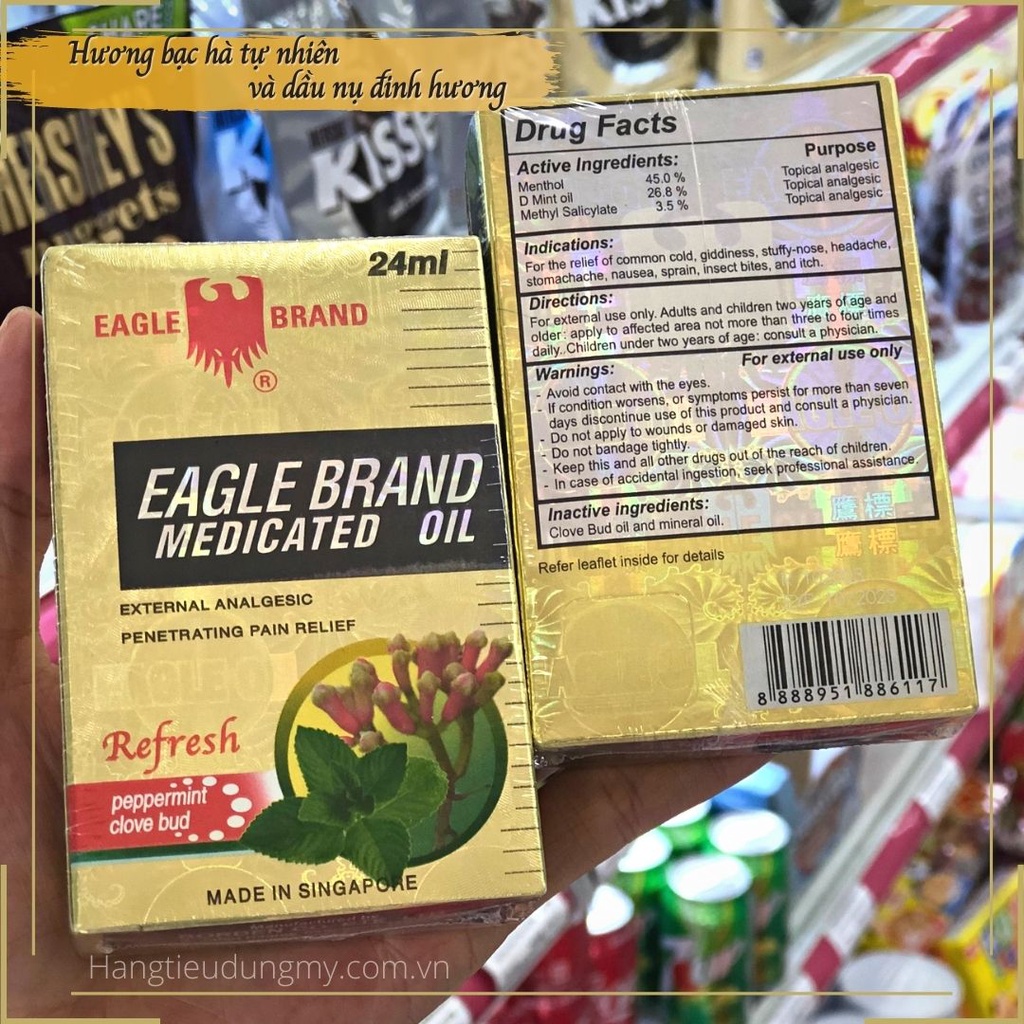 Hương bạc hà tự nhiên
và dầu nụ đinh hương
HERSHEY'S
Nuggets
KISSE
24ml
EAGLE BRAND
®
EAGLE BRAND
MEDICATED OIL
EXTERNAL ANALGESIC
PENETRATING PAIN RELIEF
Refresh
peppermint
clove bud
MADE IN SINGAPORE
Drug Facts
Active Ingredients: Purpose
Menthol 45.0 % Topical analgesic
D Mint oil 26.8 % Topical analgesic
Methyl Salicylate 3.5 % Topical analgesic
Indications:
For the relief of common cold, giddiness, stuffy-nose, headache,
stomachache, nausea, sprain, insect bites, and itch.
Directions:
For external use only. Adults and children two years of age and
older: apply to affected area not more than three to four times
daily. Children under two years of age: consult a physician.
Warnings: For external use only
- Avoid contact with the eyes.
- If condition worsens, or symptoms persist for more than seven
days discontinue use of this product and consult a physician.
- Do not apply to wounds or damaged skin.
- Do not bandage tightly.
- Keep this and all other drugs out of the reach of children.
- In case of accidental ingestion, seek professional assistance.
Inactive ingredients:
Clove Bud oil and mineral oil.
鷹標
鷹標
Refer leaflet inside for details
8 888951 886117
Hangtieudungmy.com.vn